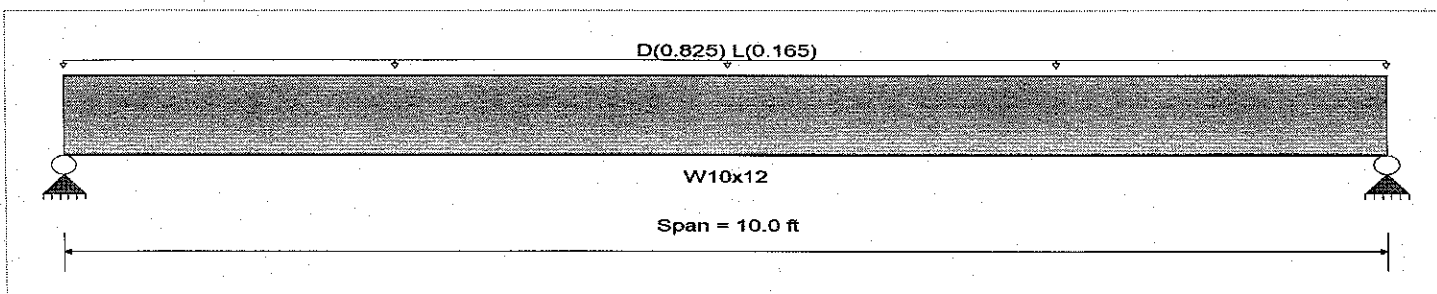 D(0.825) L(0.165)
W10x12
Span = 10.0 ft